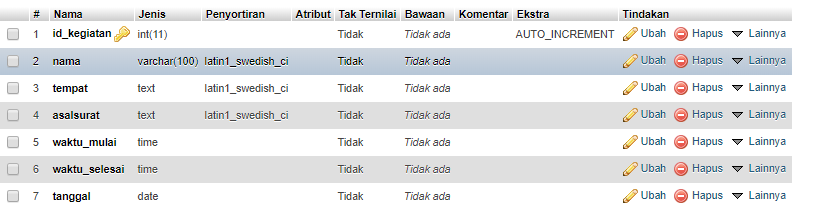 # Nama Jenis Penyortiran Atribut Tak Ternilai Bawaan Komentar Ekstra Tindakan
1 id_kegiatan int(11) Tidak Tidak ada AUTO_INCREMENT Ubah Hapus Lainnya
2 nama varchar(100) latin1_swedish_ci Tidak Tidak ada Ubah Hapus Lainnya
3 tempat text latin1_swedish_ci Tidak Tidak ada Ubah Hapus Lainnya
4 asalsurat text latin1_swedish_ci Tidak Tidak ada Ubah Hapus Lainnya
5 waktu_mulai time Tidak Tidak ada Ubah Hapus Lainnya
6 waktu_selesai time Tidak Tidak ada Ubah Hapus Lainnya
7 tanggal date Tidak Tidak ada Ubah Hapus Lainnya